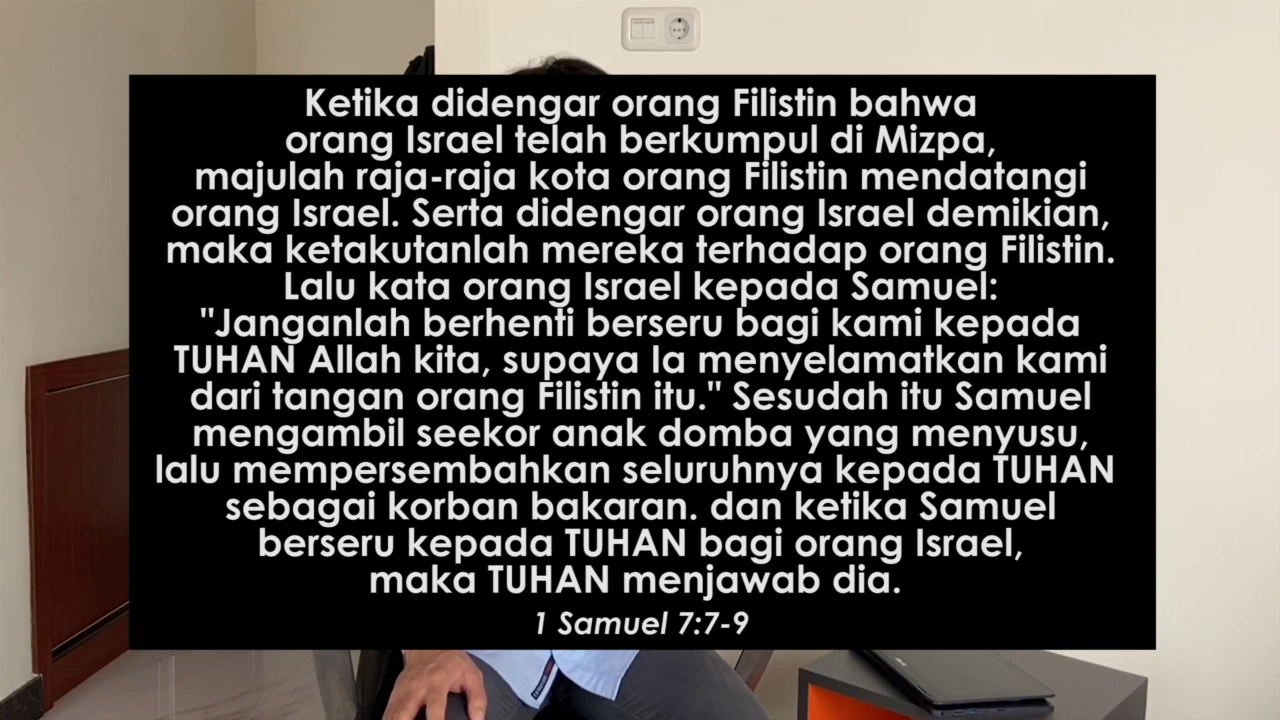 Ketika didengar orang Filistin bahwa
orang Israel telah berkumpul di Mizpa,
majulah raja-raja kota orang Filistin mendatangi
orang Israel. Serta didengar orang Israel demikian,
maka ketakutanlah mereka terhadap orang Filistin.
Lalu kata orang Israel kepada Samuel:
"Janganlah berhenti berseru bagi kami kepada
TUHAN Allah kita, supaya Ia menyelamatkan kami
dari tangan orang Filistin itu." Sesudah itu Samuel
mengambil seekor anak domba yang menyusu,
lalu mempersembahkan seluruhnya kepada TUHAN
sebagai korban bakaran. dan ketika Samuel
berseru kepada TUHAN bagi orang Israel,
maka TUHAN menjawab dia.
1 Samuel 7:7-9